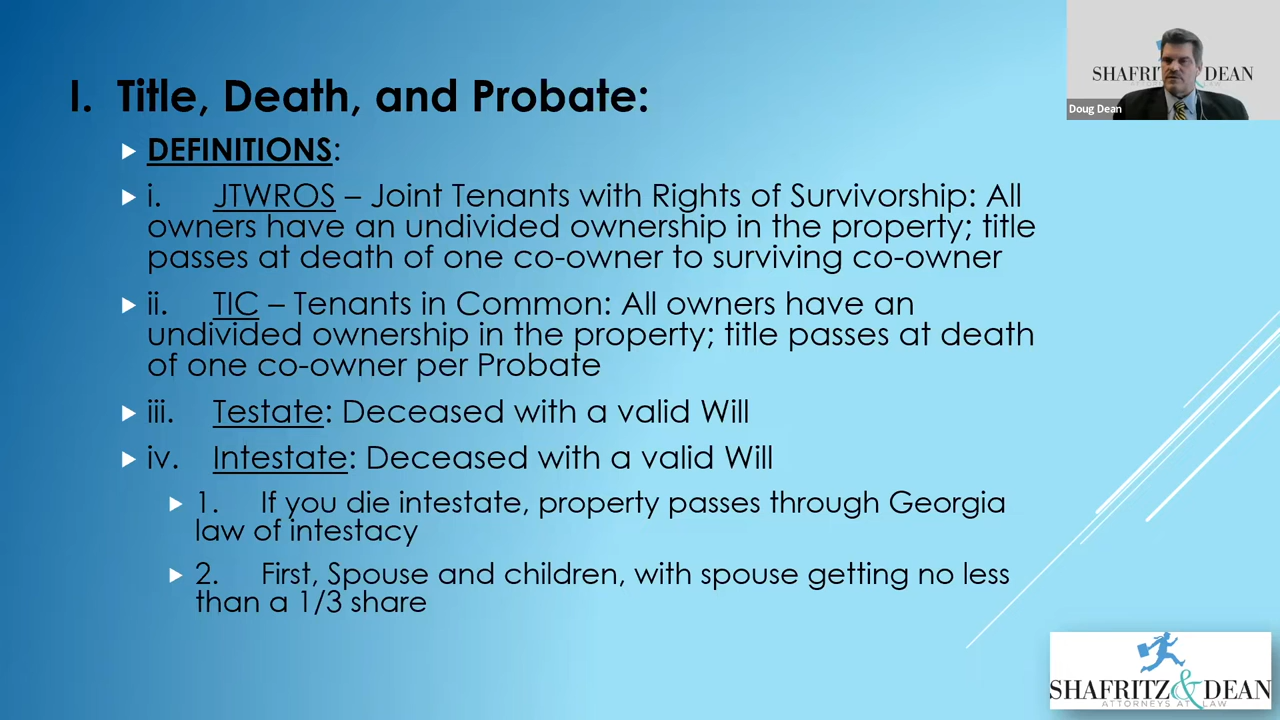 I. Title, Death, and Probate:
DEFINITIONS:
i. JTWROS – Joint Tenants with Rights of Survivorship: All
owners have an undivided ownership in the property; title
passes at death of one co-owner to surviving co-owner
ii. TIC – Tenants in Common: All owners have an
undivided ownership in the property; title passes at death
of one co-owner per Probate
iii. Testate: Deceased with a valid Will
iv. Intestate: Deceased with a valid Will
1. If you die intestate, property passes through Georgia
law of intestacy
2. First, Spouse and children, with spouse getting no less
than a 1/3 share
SHAFRITZ DEAN
Doug Dean
SHAFRITZ & DEAN
ATTORNEYS AT LAW